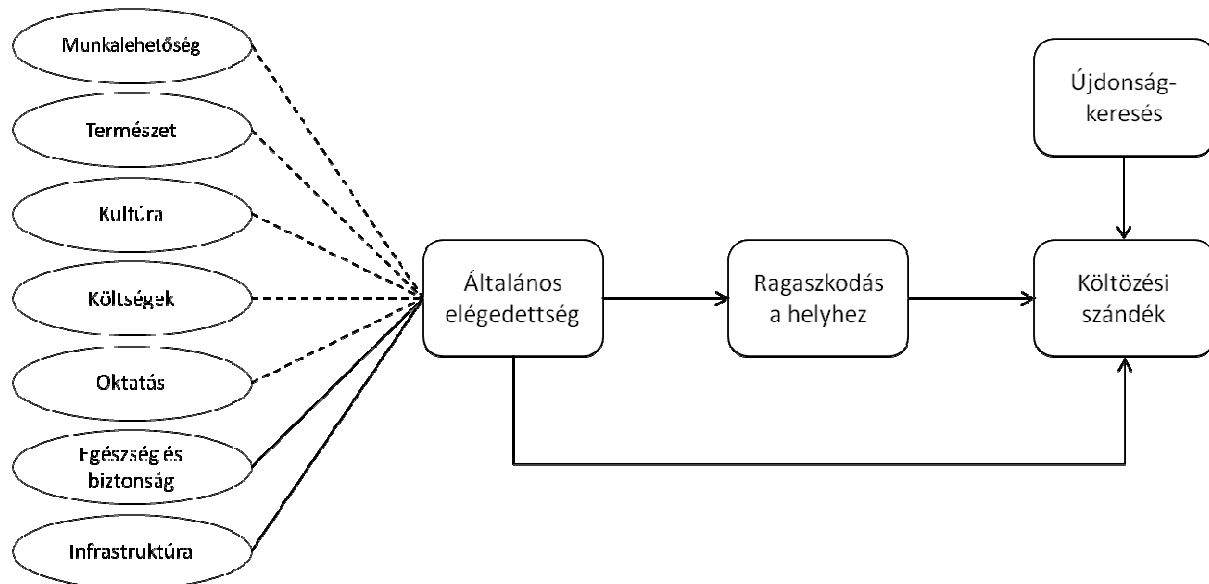 Munkalehetőség
Természet
Kultúra
Költségek
Oktatás
Egészség és
biztonság
Infrastruktúra
Általános
elégedettség
Ragaszkodás
a helyhez
Újdonság-
keresés
Költözési
szándék